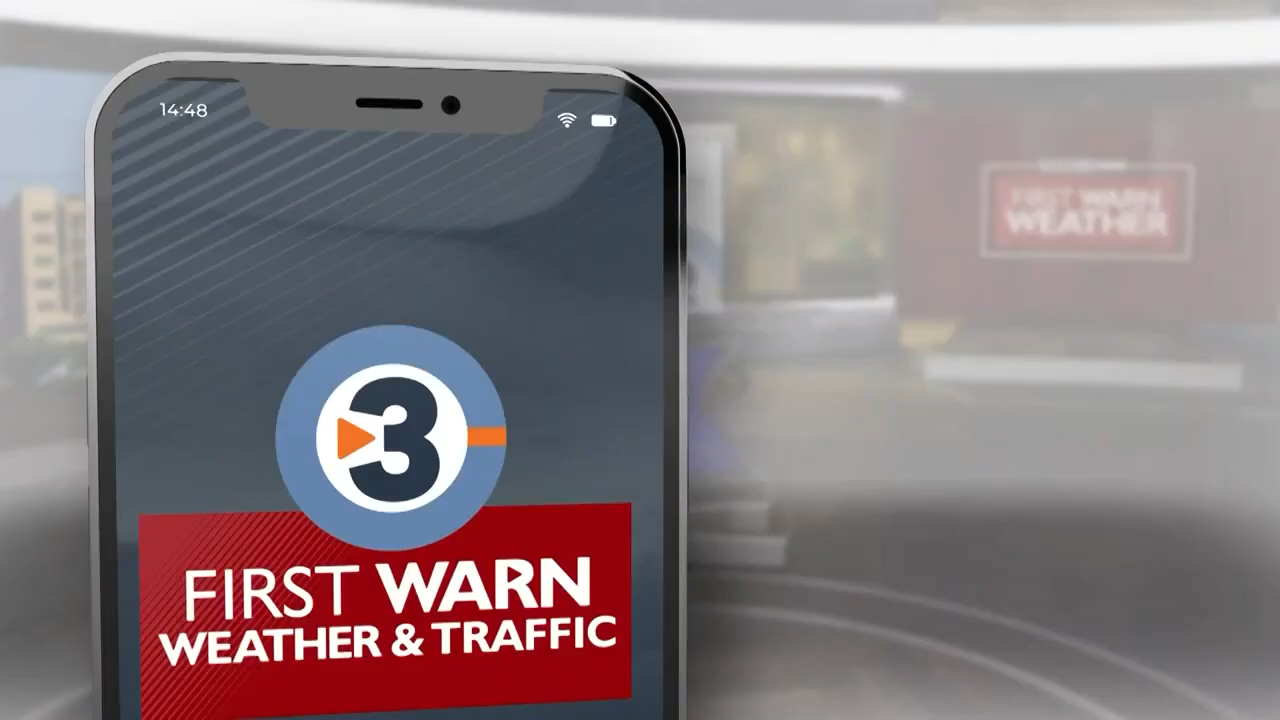 14:48
3
FIRST WARN
WEATHER & TRAFFIC
FIRST WARN
WEATHER